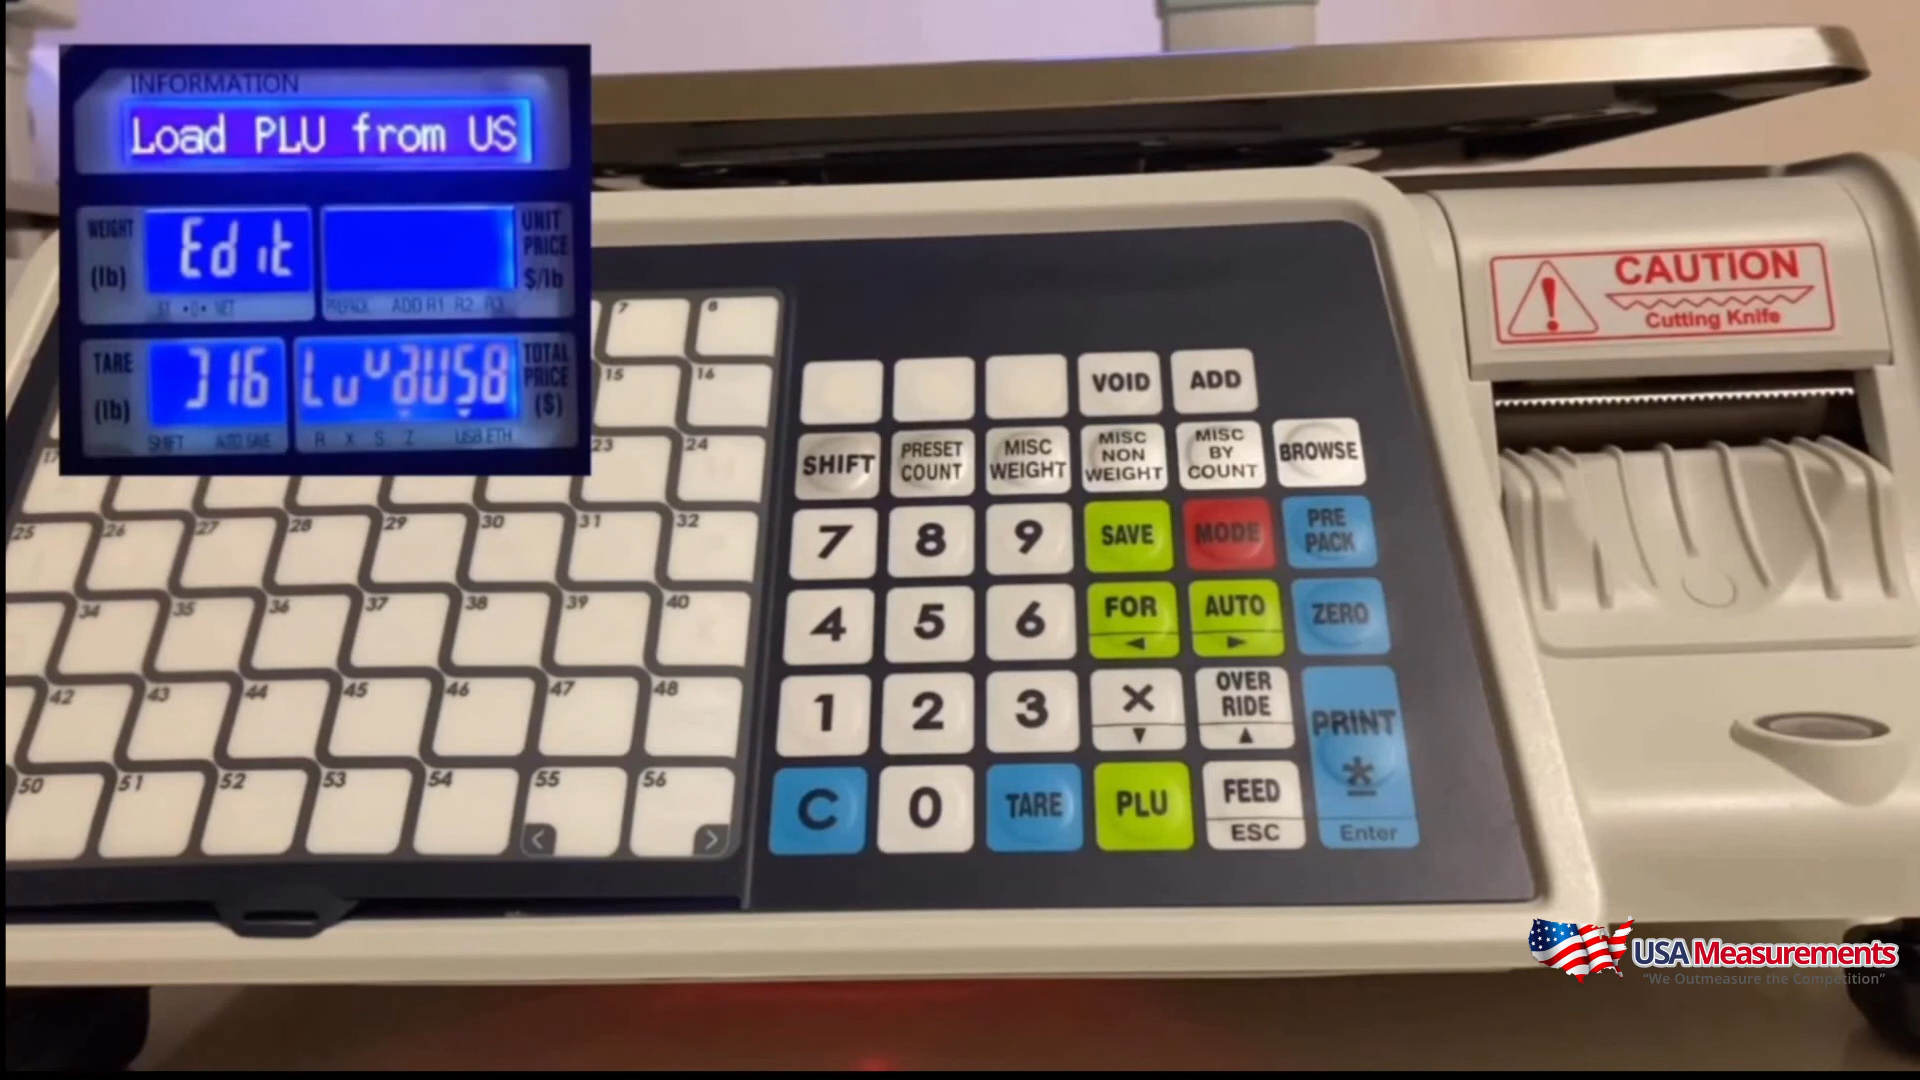 INFORMATION
Load PLU from US
WEIGHT
(lb)
Edit
UNIT
PRICE
$/lb
ST •0• NET
PREPACK ADD R1 R2 R3
TARE
(lb)
316
TOTAL
PRICE
($)
SHIFT AUTO SAVE
R X S Z USB ETH
7 8
15 16
17 23 24
25 26 27 28 29 30 31 32
34 35 36 37 38 39 40
42 43 44 45 46 47 48
50 51 52 53 54 55 56
< >
VOID ADD
SHIFT
PRESET
COUNT
MISC
WEIGHT
MISC
NON
WEIGHT
MISC
BY
COUNT
BROWSE
7 8 9 SAVE MODE
PRE
PACK
4 5 6 FOR AUTO ZERO
1 2 3 X
OVER
RIDE
PRINT
*
Enter
C 0 TARE PLU
FEED
ESC
CAUTION
Cutting Knife
USA Measurements
"We Outmeasure the Competition"